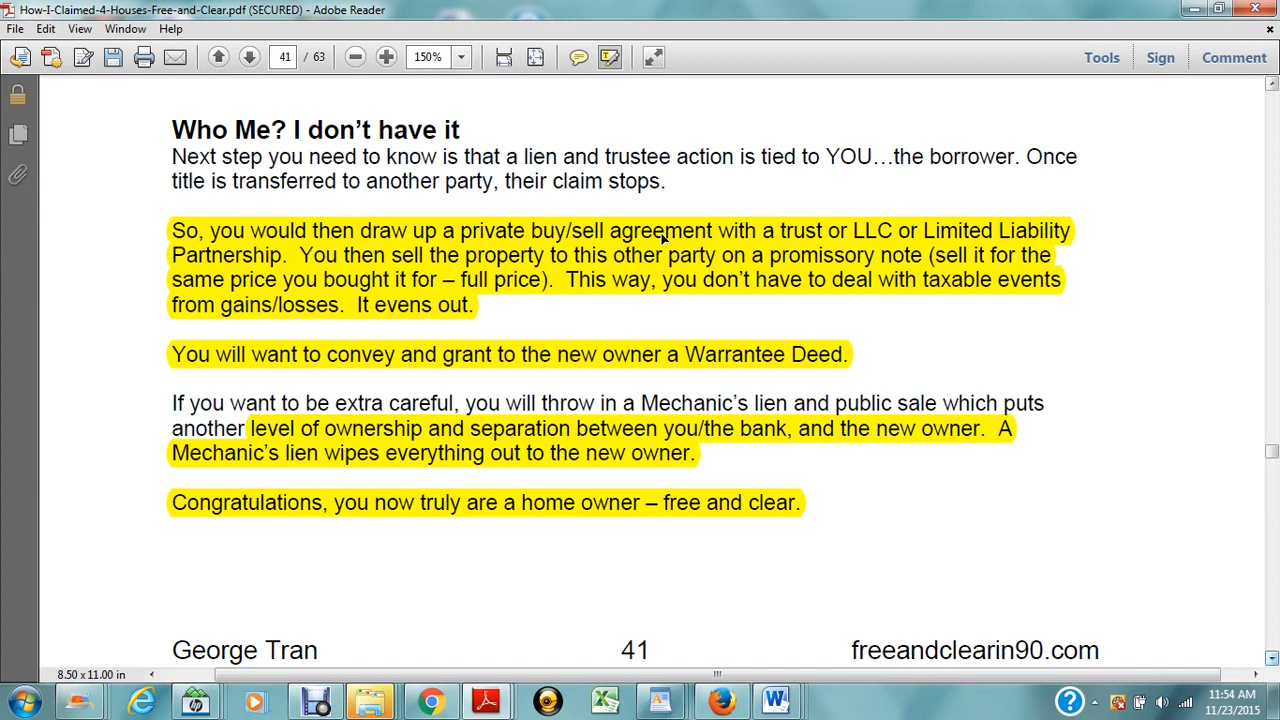 How-I-Claimed-4-Houses-Free-and-Clear.pdf (SECURED) - Adobe Reader
File Edit View Window Help
41 / 63 150% Tools Sign Comment
Who Me? I don't have it
Next step you need to know is that a lien and trustee action is tied to YOU…the borrower. Once
title is transferred to another party, their claim stops.
So, you would then draw up a private buy/sell agreement with a trust or LLC or Limited Liability
Partnership. You then sell the property to this other party on a promissory note (sell it for the
same price you bought it for – full price). This way, you don't have to deal with taxable events
from gains/losses. It evens out.
You will want to convey and grant to the new owner a Warrantee Deed.
If you want to be extra careful, you will throw in a Mechanic's lien and public sale which puts
another level of ownership and separation between you/the bank, and the new owner. A
Mechanic's lien wipes everything out to the new owner.
Congratulations, you now truly are a home owner – free and clear.
George Tran 41 freeandclearin90.com
8.50 x 11.00 in
11:54 AM
11/23/2015